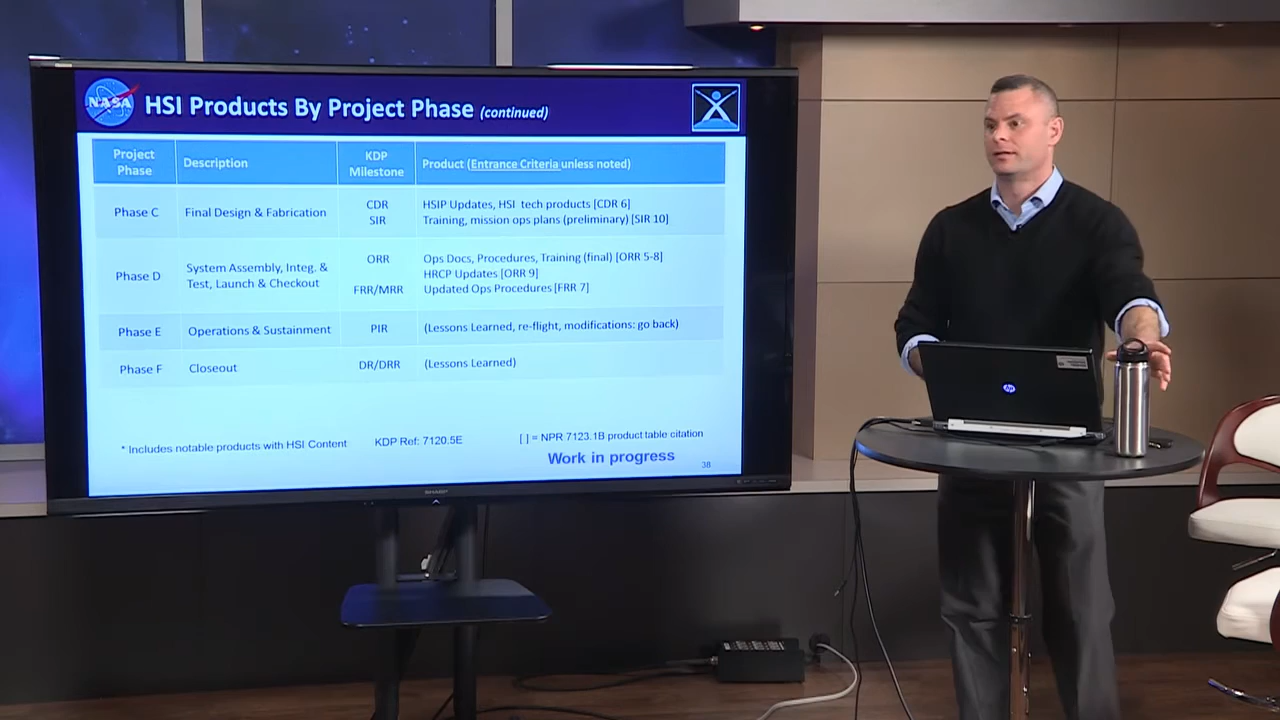 NASA
HSI Products By Project Phase (continued)
Project Phase
Description
KDP Milestone
Product (Entrance Criteria unless noted)
Phase C
Final Design & Fabrication
CDR
SIR
HSIP Updates, HSI tech products [CDR 6]
Training, mission ops plans (preliminary) [SIR 10]
Phase D
System Assembly, Integ. &
Test, Launch & Checkout
ORR
FRR/MRR
Ops Docs, Procedures, Training (final) [ORR 5-8]
HRCP Updates [ORR 9]
Updated Ops Procedures [FRR 7]
Phase E
Operations & Sustainment
PIR
(Lessons Learned, re-flight, modifications: go back)
Phase F
Closeout
DR/DRR
(Lessons Learned)
* Includes notable products with HSI Content
KDP Ref: 7120.5E
[ ] = NPR 7123.1B product table citation
Work in progress
38
SHARP
hp